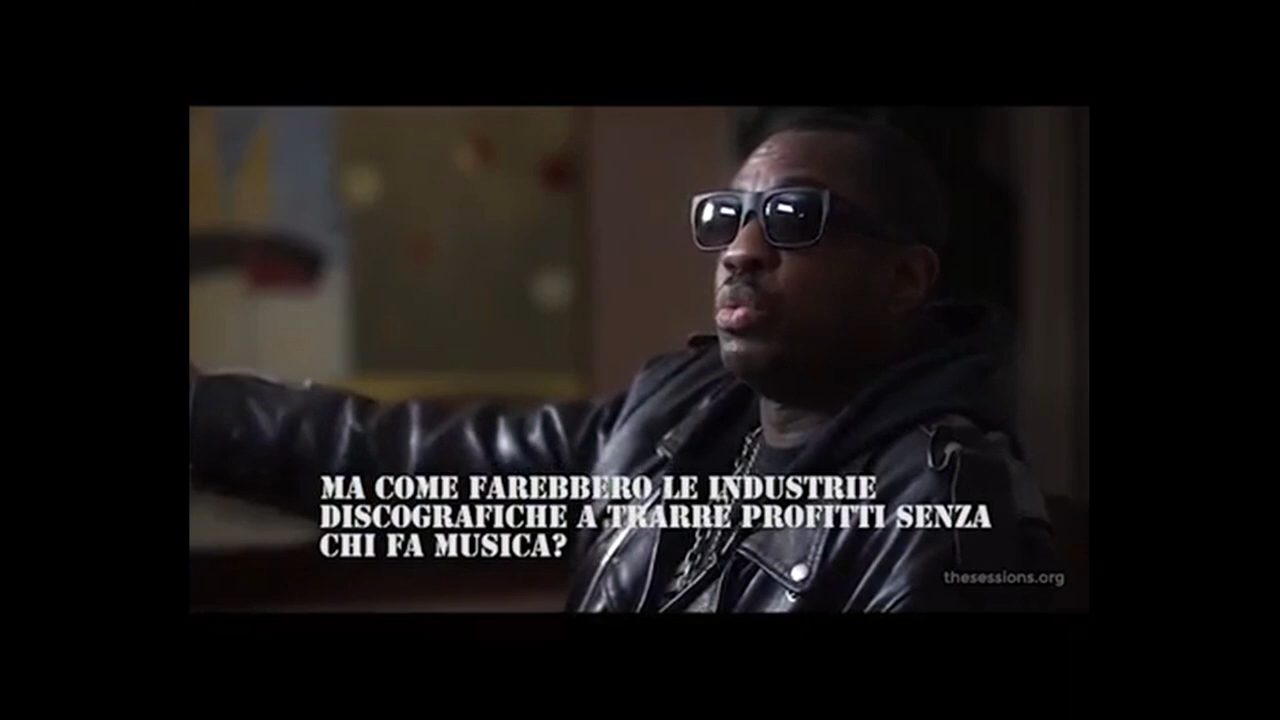 MA COME FAREBBERO LE INDUSTRIE
DISCOGRAFICHE A TRARRE PROFITTI SENZA
CHI FA MUSICA?
thesessions.org